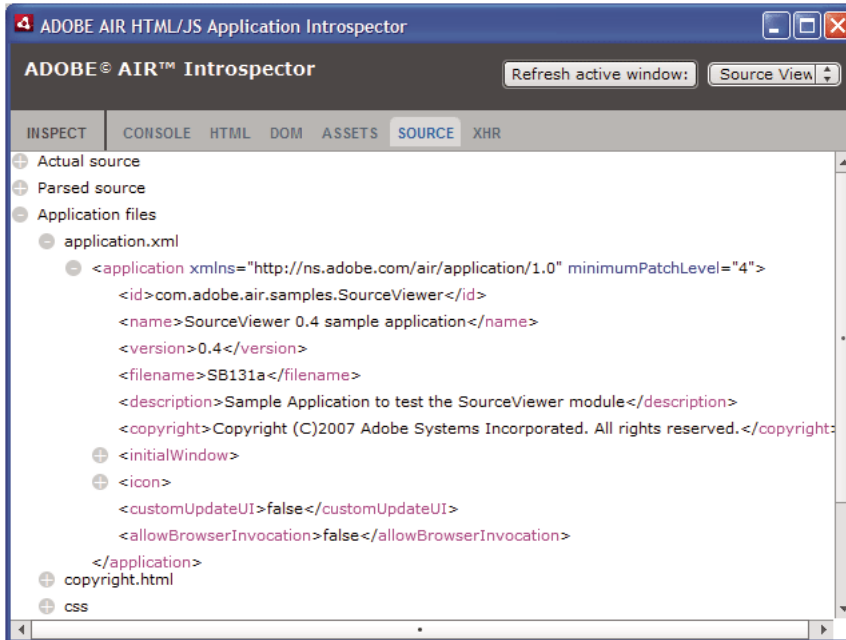 ADOBE AIR HTML/JS Application Introspector
ADOBE© AIR™ Introspector
Refresh active window: Source View
INSPECT CONSOLE HTML DOM ASSETS SOURCE XHR
Actual source
Parsed source
Application files
application.xml
<application xmlns="http://ns.adobe.com/air/application/1.0" minimumPatchLevel="4">
<id>com.adobe.air.samples.SourceViewer</id>
<name>SourceViewer 0.4 sample application</name>
<version>0.4</version>
<filename>SB131a</filename>
<description>Sample Application to test the SourceViewer module</description>
<copyright>Copyright (C)2007 Adobe Systems Incorporated. All rights reserved.</copyright>
<initialWindow>
<icon>
<customUpdateUI>false</customUpdateUI>
<allowBrowserInvocation>false</allowBrowserInvocation>
</application>
copyright.html
css